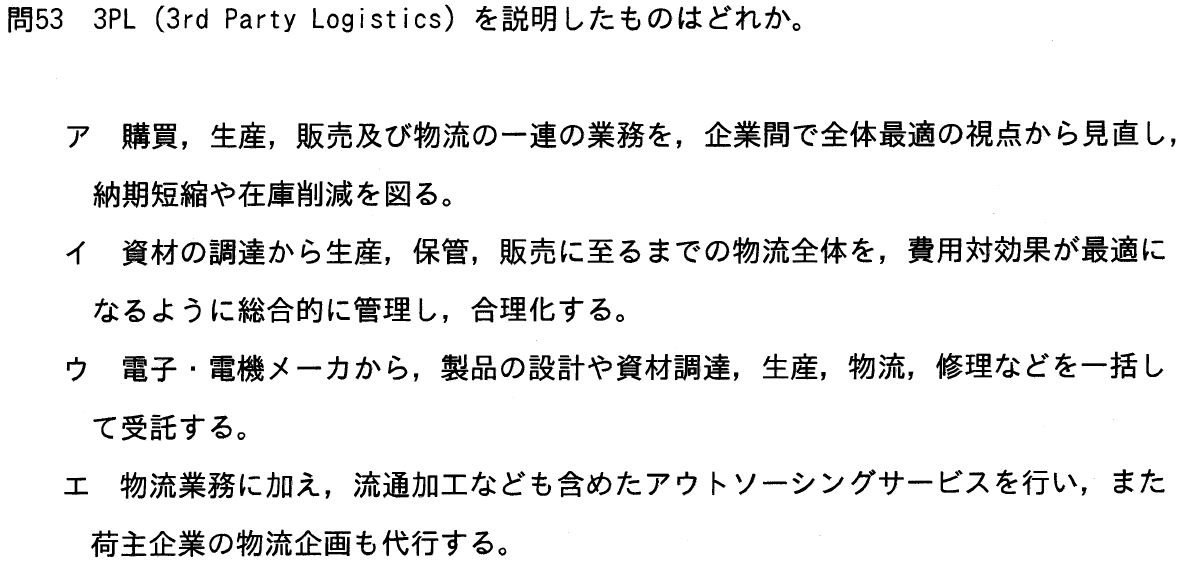 問53　3PL（3rd Party Logistics）を説明したものはどれか。
ア　購買，生産，販売及び物流の一連の業務を，企業間で全体最適の視点から見直し，
納期短縮や在庫削減を図る。
イ　資材の調達から生産，保管，販売に至るまでの物流全体を，費用対効果が最適に
なるように総合的に管理し，合理化する。
ウ　電子・電機メーカから，製品の設計や資材調達，生産，物流，修理などを一括し
て受託する。
エ　物流業務に加え，流通加工なども含めたアウトソーシングサービスを行い，また
荷主企業の物流企画も代行する。